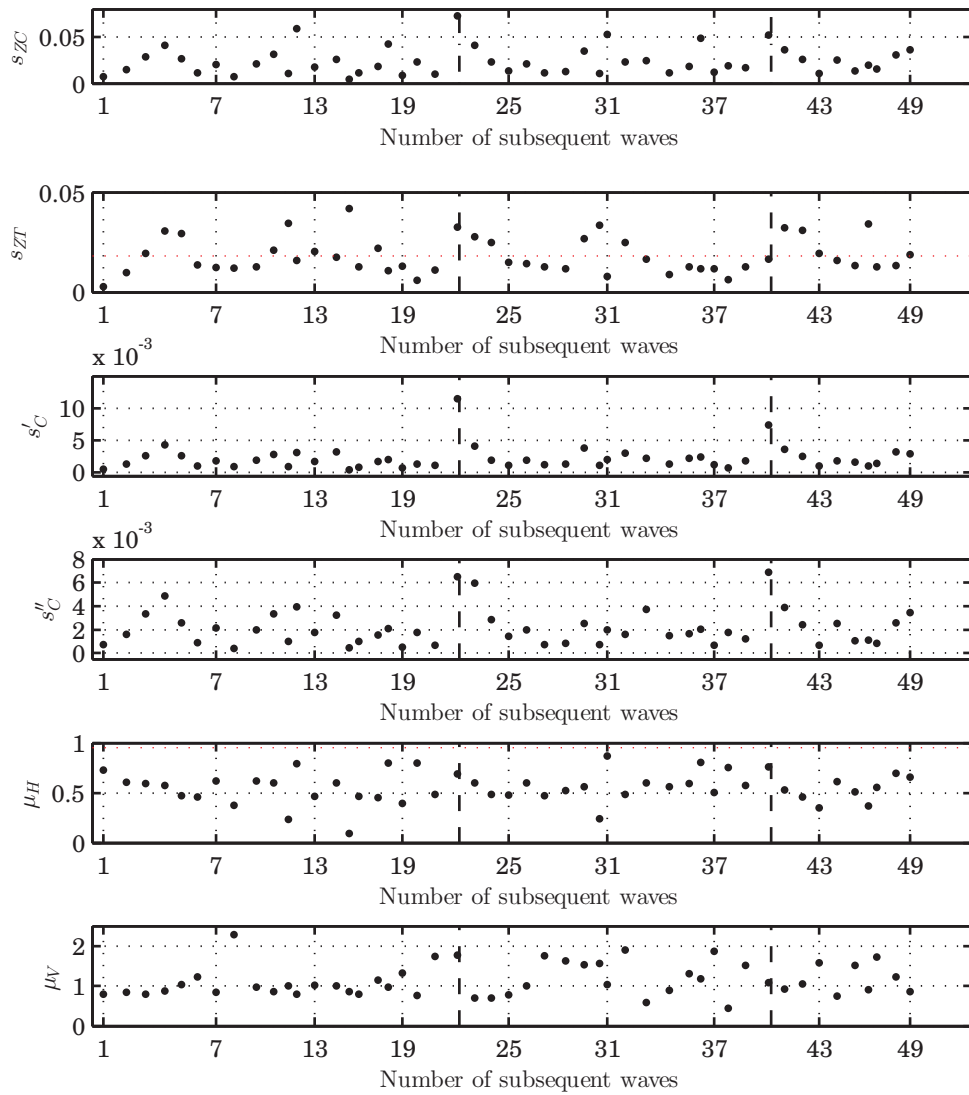 0.05
0
s_ZC
1 7 13 19 25 31 37 43 49
Number of subsequent waves
0.05
0
s_ZT
1 7 13 19 25 31 37 43 49
Number of subsequent waves
x 10⁻³
10
5
0
s′_C
1 7 13 19 25 31 37 43 49
Number of subsequent waves
x 10⁻³
8
6
4
2
0
s″_C
1 7 13 19 25 31 37 43 49
Number of subsequent waves
1
0.5
0
μ_H
1 7 13 19 25 31 37 43 49
Number of subsequent waves
2
1
0
μ_V
1 7 13 19 25 31 37 43 49
Number of subsequent waves